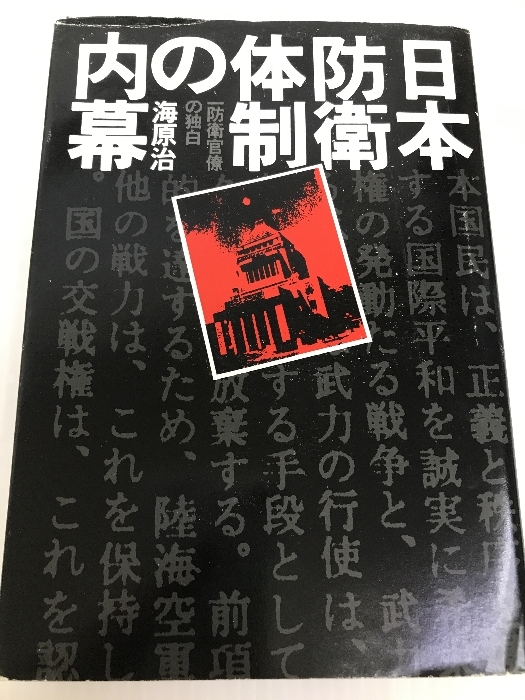 日本
防衛
体制
の
内幕
一防衛官僚
の独白
海原治
本国民は、正義と秩
する国際平和を誠実に希
権の発動たる戦争と、武
武力の行使は、
する手段として
放棄する。前項
的を達するため、陸海空軍
他の戦力は、これを保持し
。国の交戦権は、これを認